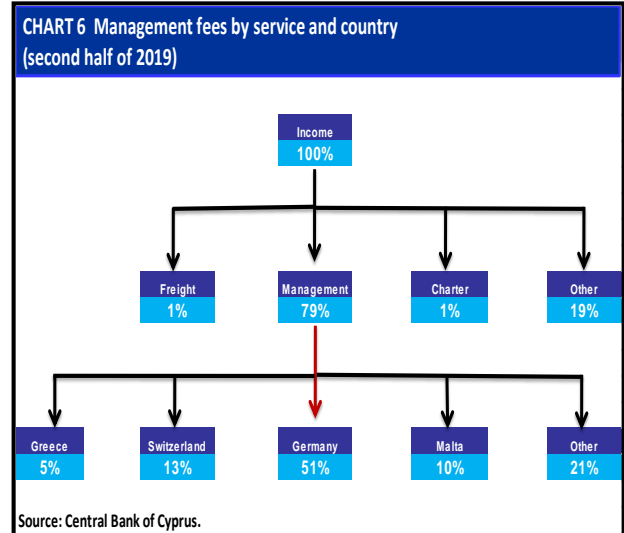 CHART 6 Management fees by service and country
(second half of 2019)
Income
100%
Freight
1%
Management
79%
Charter
1%
Other
19%
Greece
5%
Switzerland
13%
Germany
51%
Malta
10%
Other
21%
Source: Central Bank of Cyprus.